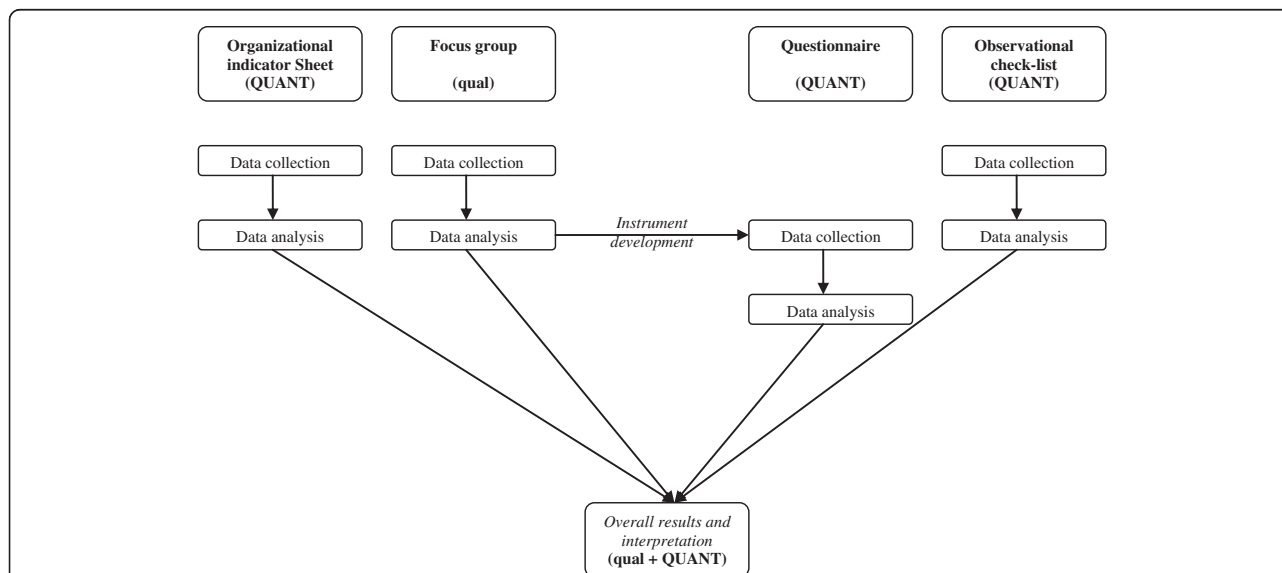 Organizational
indicator Sheet
(QUANT)
Focus group
(qual)
Questionnaire
(QUANT)
Observational
check-list
(QUANT)
Data collection
Data collection
Data collection
Data analysis
Data analysis
Instrument
development
Data collection
Data analysis
Data analysis
Overall results and
interpretation
(qual + QUANT)